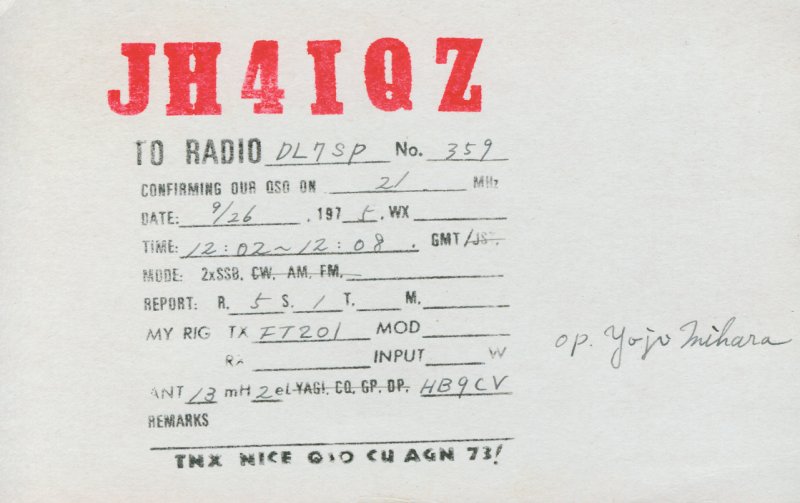 JH4IQZ
TO RADIO DL7SP No. 359
CONFIRMING OUR QSO ON 21 MHz
DATE: 9/26 . 1975. WX
TIME: 12:02~12:08. GMT/JST.
MODE: 2xSSB, CW, AM, FM.
REPORT: R. 5 S. 1 T. M.
MY RIG TX FT201 MOD
RX INPUT W
ANT 13 mH 2 eL YAGI, CQ, GP, DP, HB9CV
op. Yojo Mihara
REMARKS
TNX NICE QSO CU AGN 73!